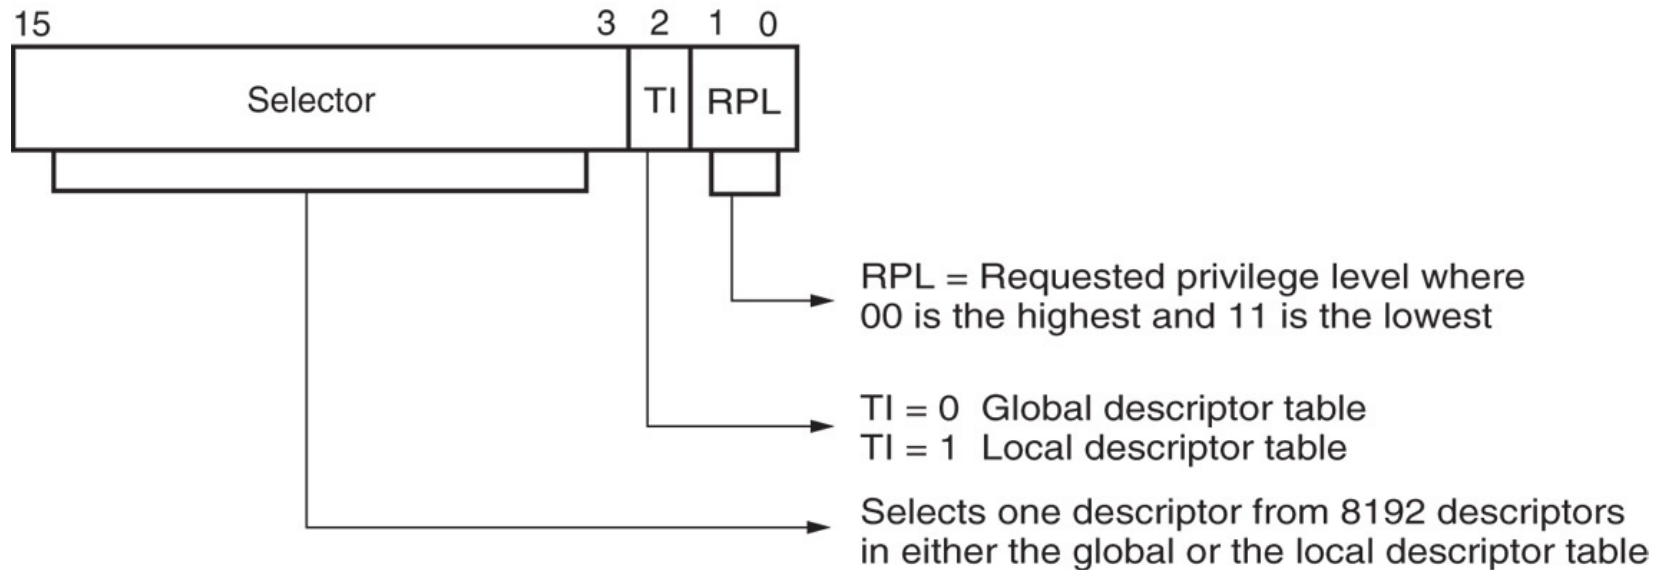 15 3 2 1 0
Selector TI RPL
RPL = Requested privilege level where
00 is the highest and 11 is the lowest
TI = 0 Global descriptor table
TI = 1 Local descriptor table
Selects one descriptor from 8192 descriptors
in either the global or the local descriptor table